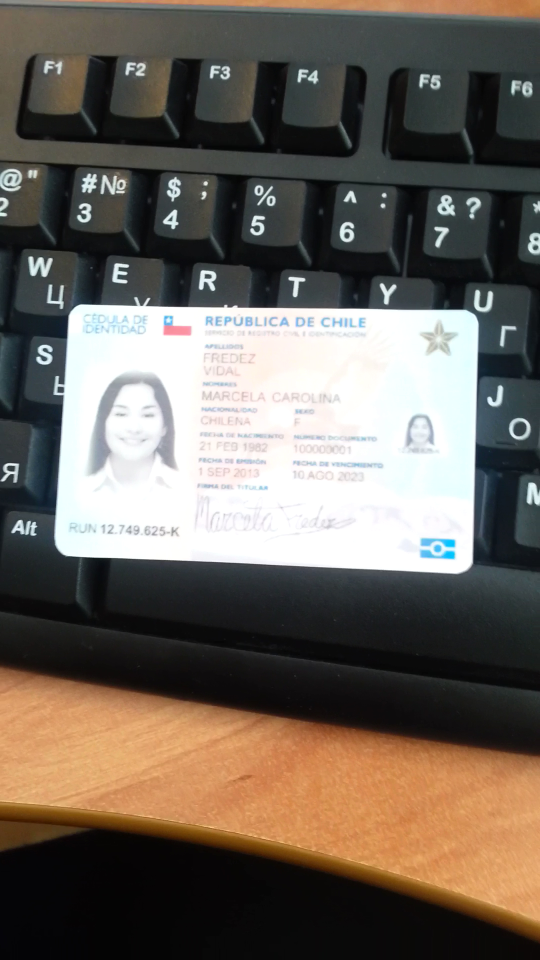 F1 F2 F3 F4 F5 F6
@ " # № $ ; % ^ : & ? *
2 3 4 5 6 7 8
W E R T Y U
Ц Г
S J
О
Я M
Alt
CÉDULA DE
IDENTIDAD
REPÚBLICA DE CHILE
SERVICIO DE REGISTRO CIVIL E IDENTIFICACIÓN
APELLIDOS
FREDEZ
VIDAL
NOMBRES
MARCELA CAROLINA
NACIONALIDAD SEXO
CHILENA F
FECHA DE NACIMIENTO NÚMERO DOCUMENTO
21 FEB 1982 100000001
FECHA DE EMISIÓN FECHA DE VENCIMIENTO
1 SEP 2013 10 AGO 2023
FIRMA DEL TITULAR
Marcella Fredez
RUN 12.749.625-K